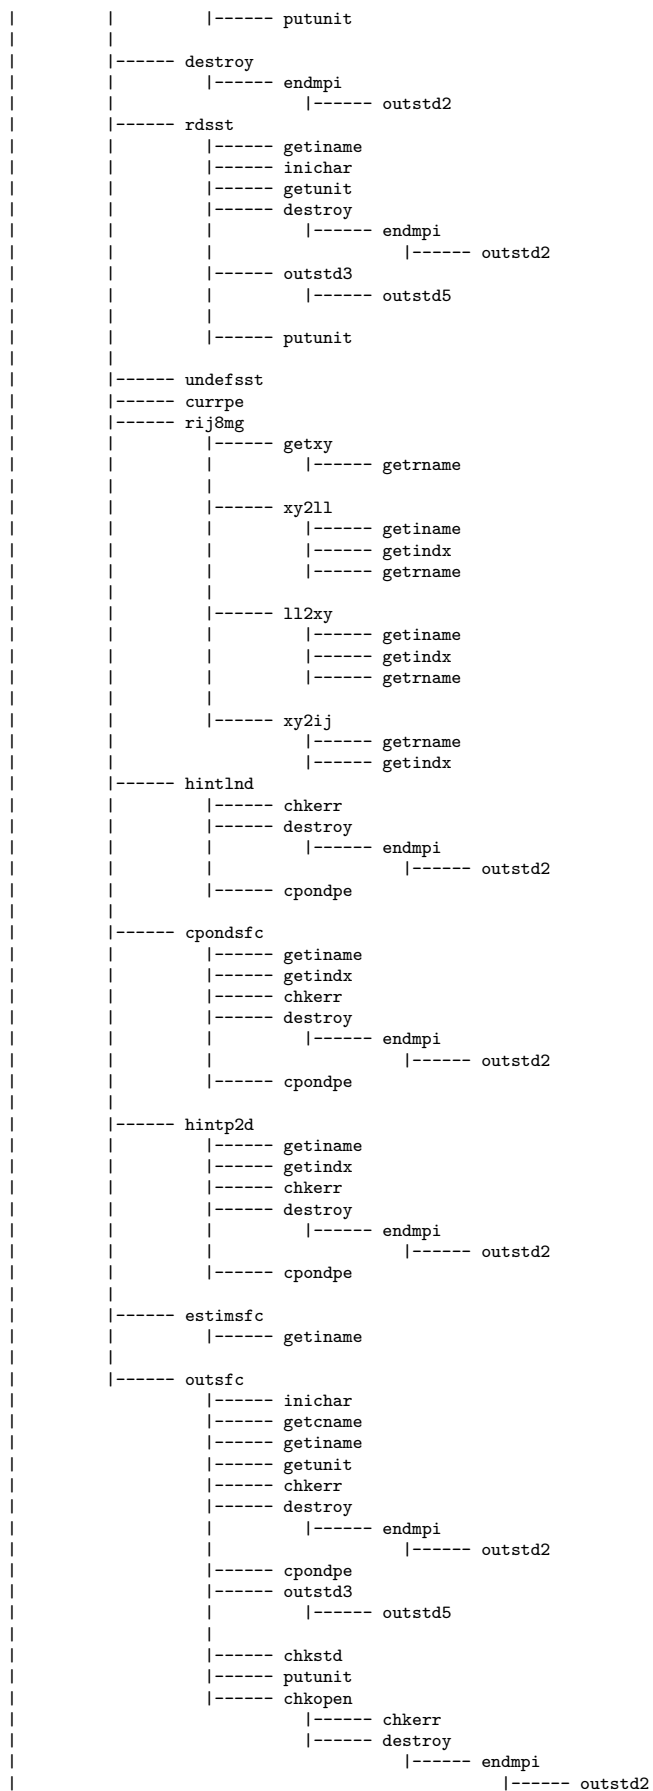 |         |         |------ putunit
|         |
|         |------ destroy
|         |         |------ endmpi
|         |                   |------ outstd2
|         |------ rdsst
|         |         |------ getiname
|         |         |------ inichar
|         |         |------ getunit
|         |         |------ destroy
|         |         |         |------ endmpi
|         |         |                   |------ outstd2
|         |         |------ outstd3
|         |         |         |------ outstd5
|         |         |
|         |         |------ putunit
|         |
|         |------ undefsst
|         |------ currpe
|         |------ rij8mg
|         |         |------ getxy
|         |         |         |------ getrname
|         |         |
|         |         |------ xy2ll
|         |         |         |------ getiname
|         |         |         |------ getindx
|         |         |         |------ getrname
|         |         |
|         |         |------ ll2xy
|         |         |         |------ getiname
|         |         |         |------ getindx
|         |         |         |------ getrname
|         |         |
|         |         |------ xy2ij
|         |                   |------ getrname
|         |                   |------ getindx
|         |------ hintlnd
|         |         |------ chkerr
|         |         |------ destroy
|         |         |         |------ endmpi
|         |         |                   |------ outstd2
|         |         |------ cpondpe
|         |
|         |------ cpondsfc
|         |         |------ getiname
|         |         |------ getindx
|         |         |------ chkerr
|         |         |------ destroy
|         |         |         |------ endmpi
|         |         |                   |------ outstd2
|         |         |------ cpondpe
|         |
|         |------ hintp2d
|         |         |------ getiname
|         |         |------ getindx
|         |         |------ chkerr
|         |         |------ destroy
|         |         |         |------ endmpi
|         |         |                   |------ outstd2
|         |         |------ cpondpe
|         |
|         |------ estimsfc
|         |         |------ getiname
|         |
|         |------ outsfc
|                   |------ inichar
|                   |------ getcname
|                   |------ getiname
|                   |------ getunit
|                   |------ chkerr
|                   |------ destroy
|                   |         |------ endmpi
|                   |                   |------ outstd2
|                   |------ cpondpe
|                   |------ outstd3
|                   |         |------ outstd5
|                   |
|                   |------ chkstd
|                   |------ putunit
|                   |------ chkopen
|                             |------ chkerr
|                             |------ destroy
|                                       |------ endmpi
|                                                 |------ outstd2